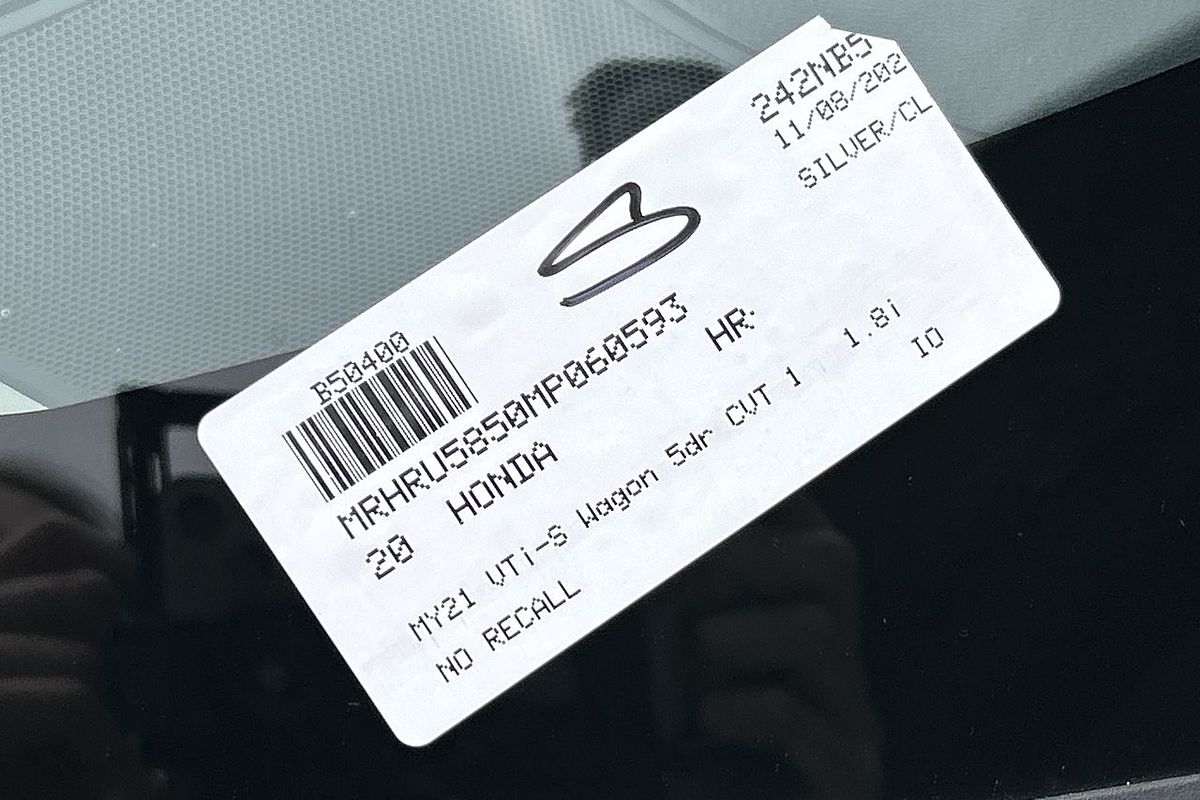 242NB5
11/08/202
SILVER/CL
B50400
MRHRU5850MP060593
20 HONDA HR-
MY21 VTi-S Wagon 5dr CVT 1 1.8i
NO RECALL IO